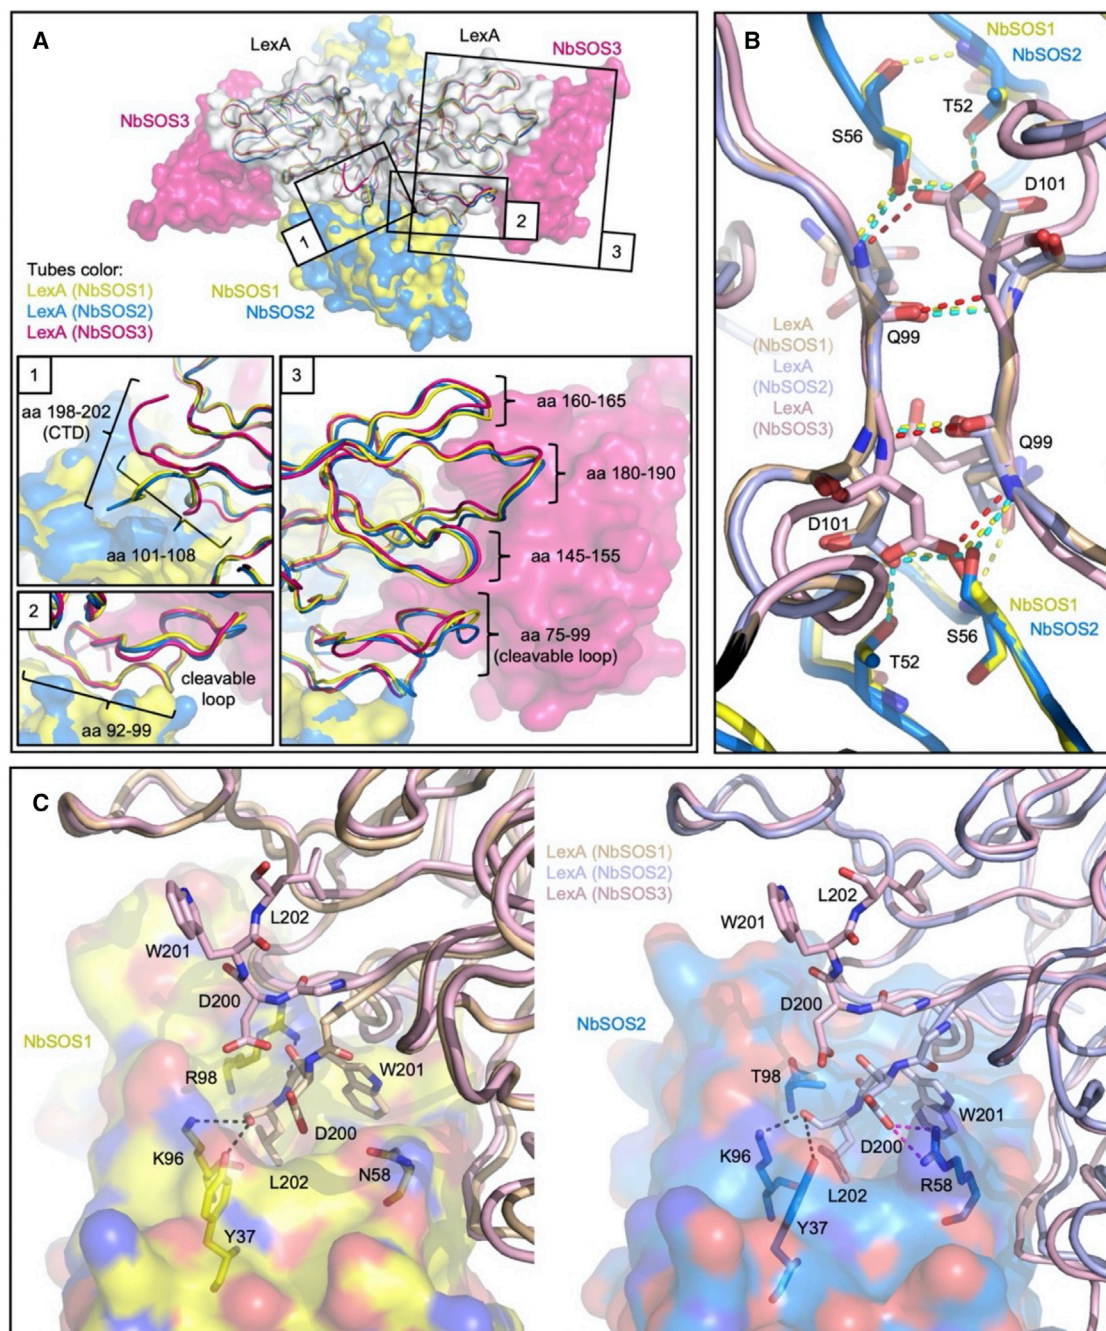 A
LexA
LexA
NbSOS3
NbSOS3
1
2
3
Tubes color:
LexA (NbSOS1)
LexA (NbSOS2)
LexA (NbSOS3)
NbSOS1
NbSOS2
1
aa 198-202
(CTD)
aa 101-108
2
cleavable
loop
aa 92-99
3
aa 160-165
aa 180-190
aa 145-155
aa 75-99
(cleavable loop)
B
NbSOS1
NbSOS2
T52
S56
D101
Q99
LexA
(NbSOS1)
LexA
(NbSOS2)
LexA
(NbSOS3)
Q99
D101
NbSOS1
NbSOS2
S56
T52
C
L202
W201
D200
NbSOS1
R98
W201
D200
K96
L202
N58
Y37
LexA (NbSOS1)
LexA (NbSOS2)
LexA (NbSOS3)
L202
W201
D200
NbSOS2
T98
W201
D200
K96
L202
R58
Y37